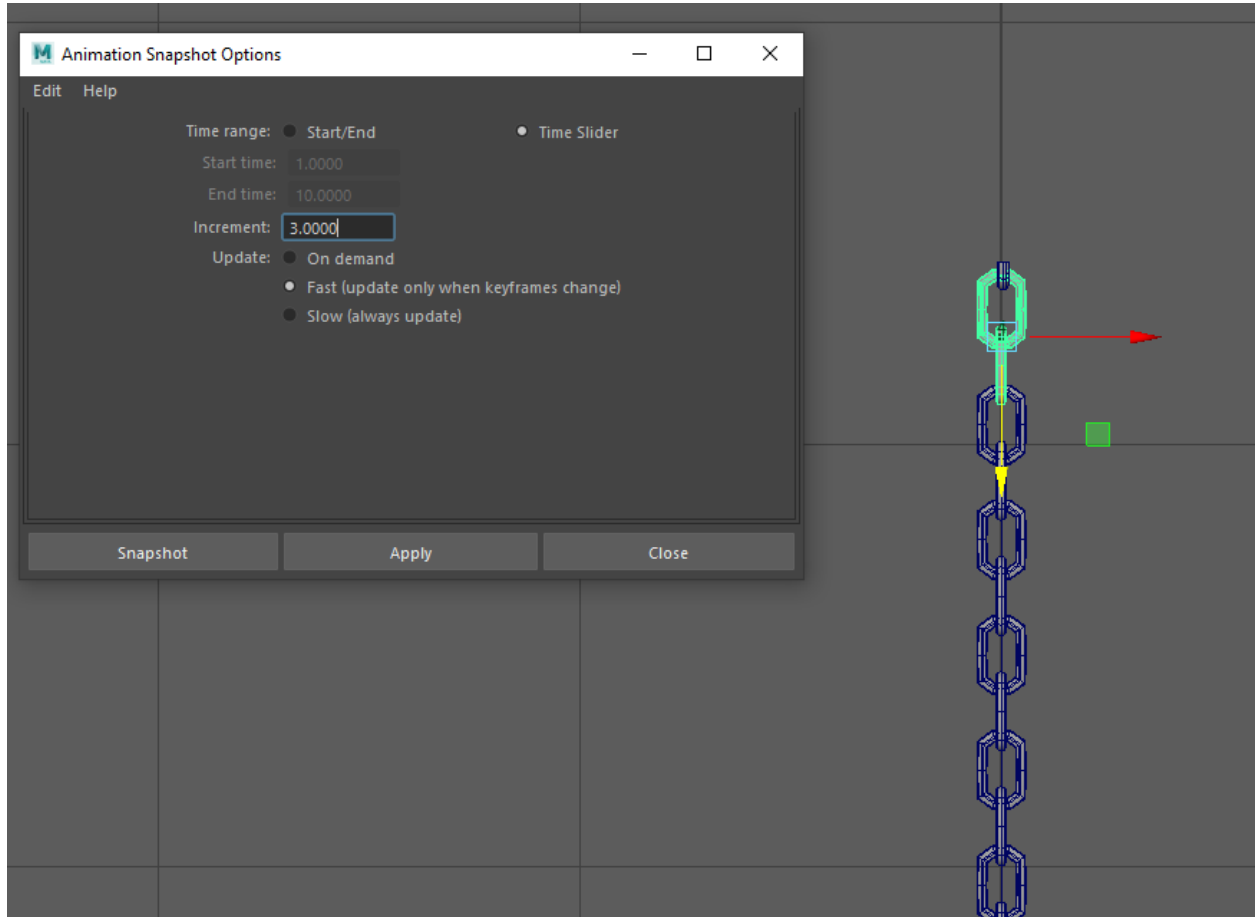 Animation Snapshot Options
Edit Help
Time range: Start/End Time Slider
Start time: 1.0000
End time: 10.0000
Increment: 3.0000
Update: On demand
Fast (update only when keyframes change)
Slow (always update)
Snapshot Apply Close